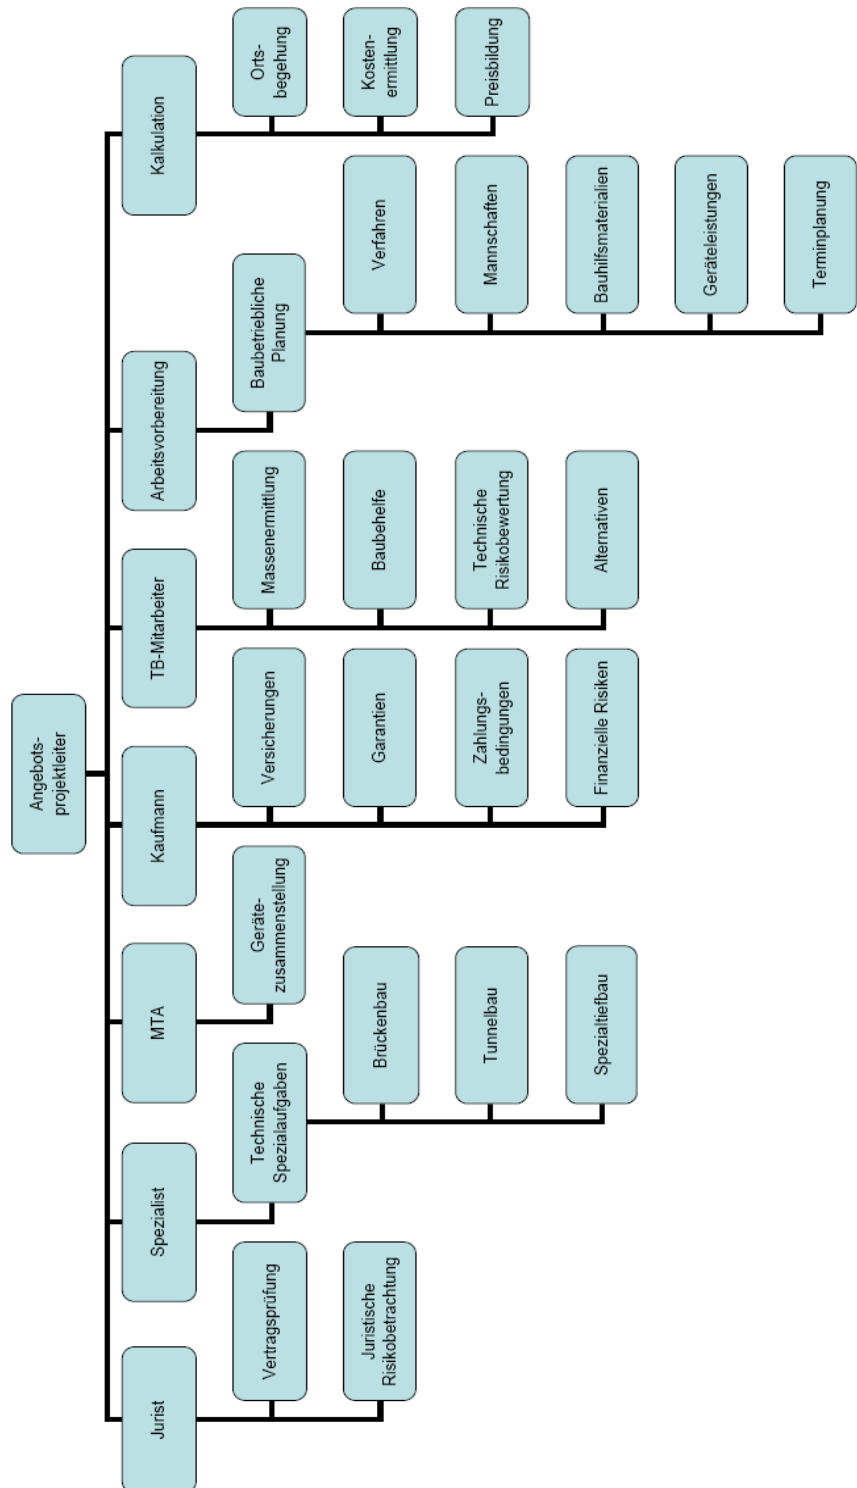 Angebots-
projektleiter
Jurist
Vertragsprüfung
Juristische
Risikobetrachtung
Spezialist
Technische
Spezialaufgaben
Brückenbau
Tunnelbau
Spezialtiefbau
MTA
Geräte-
zusammenstellung
Kaufmann
Versicherungen
Garantien
Zahlungs-
bedingungen
Finanzielle Risiken
TB-Mitarbeiter
Massenermittlung
Baubehelfe
Technische
Risikobewertung
Alternativen
Arbeitsvorbereitung
Baubetriebliche
Planung
Verfahren
Mannschaften
Bauhilfsmaterialien
Geräteleistungen
Terminplanung
Kalkulation
Orts-
begehung
Kosten-
ermittlung
Preisbildung